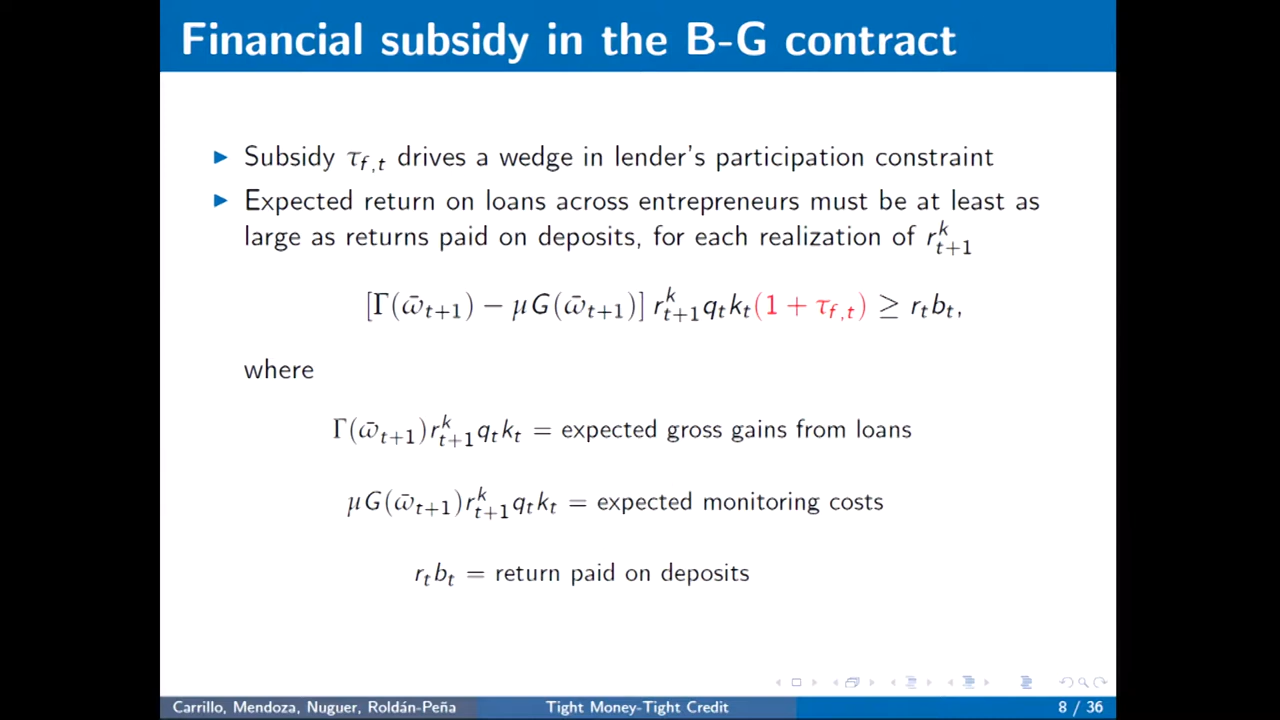 Financial subsidy in the B-G contract
▶ Subsidy τ_{f,t} drives a wedge in lender's participation constraint
▶ Expected return on loans across entrepreneurs must be at least as
large as returns paid on deposits, for each realization of r^k_{t+1}
[Γ(ω̄_{t+1}) − μG(ω̄_{t+1})] r^k_{t+1} q_t k_t (1 + τ_{f,t}) ≥ r_t b_t,
where
Γ(ω̄_{t+1}) r^k_{t+1} q_t k_t = expected gross gains from loans
μG(ω̄_{t+1}) r^k_{t+1} q_t k_t = expected monitoring costs
r_t b_t = return paid on deposits
Carrillo, Mendoza, Nuguer, Roldán-Peña Tight Money-Tight Credit 8 / 36